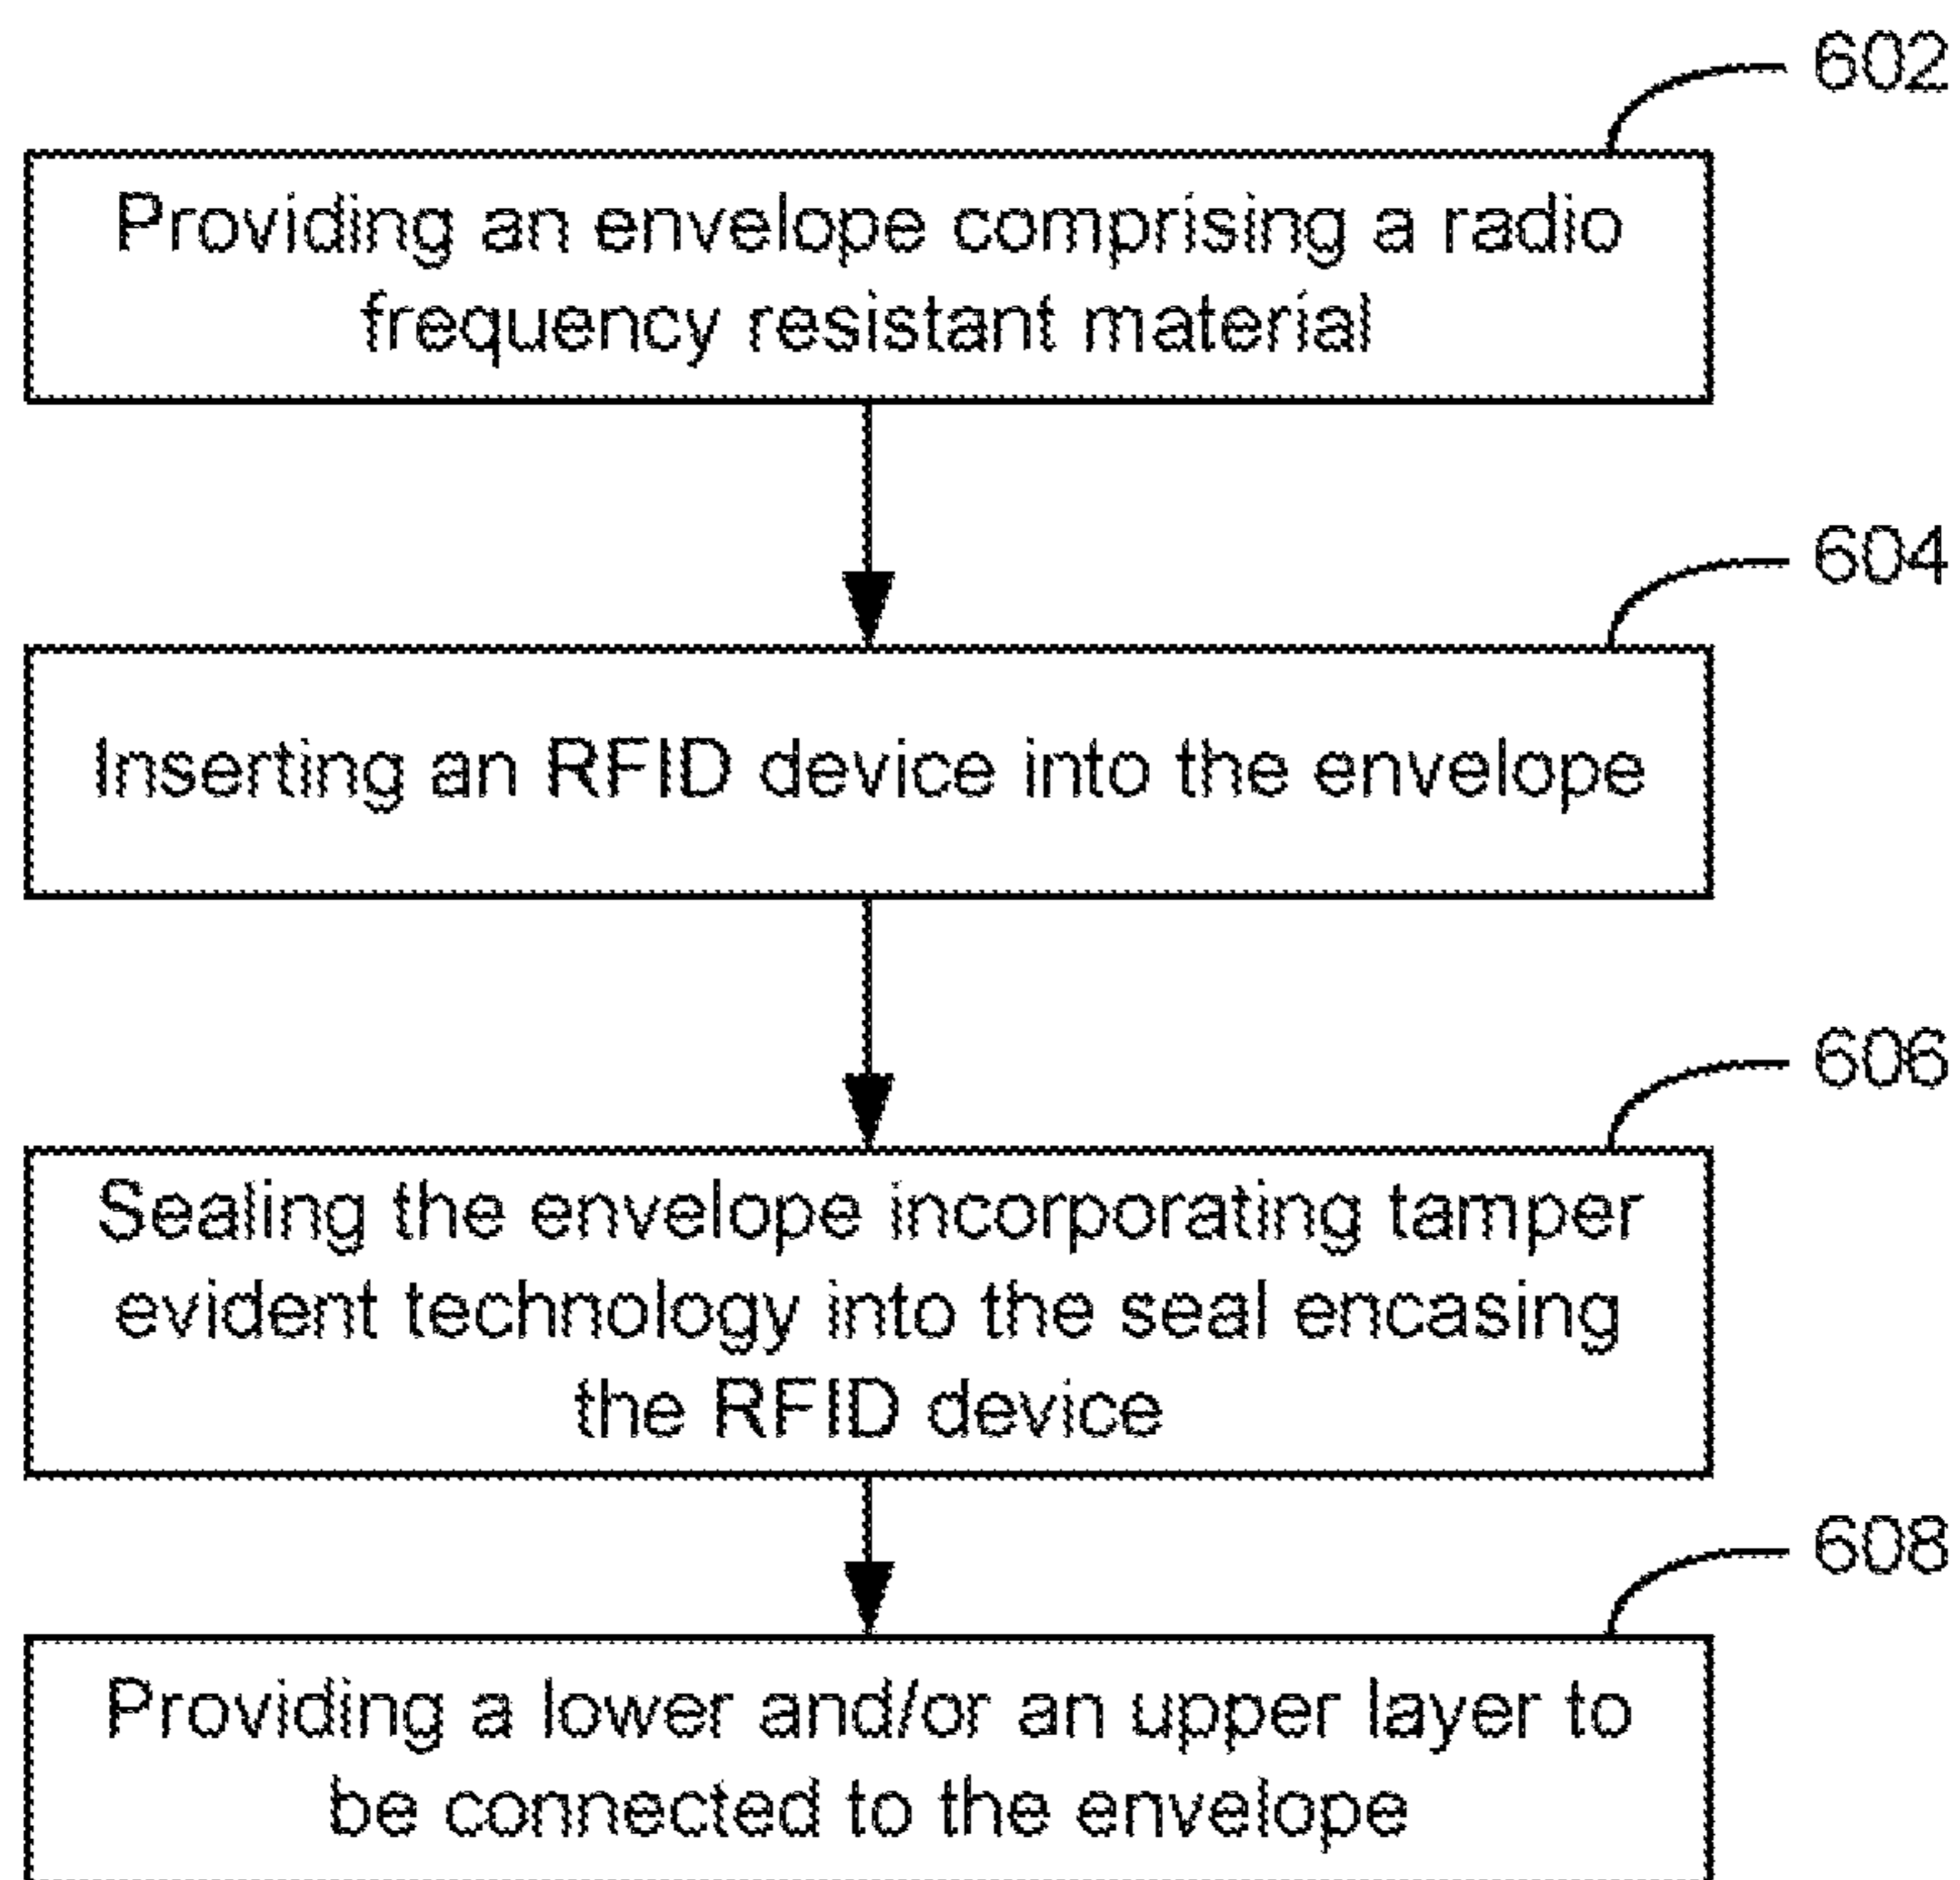 602
Providing an envelope comprising a radio
frequency resistant material
604
Inserting an RFID device into the envelope
606
Sealing the envelope incorporating tamper
evident technology into the seal encasing
the RFID device
608
Providing a lower and/or an upper layer to
be connected to the envelope